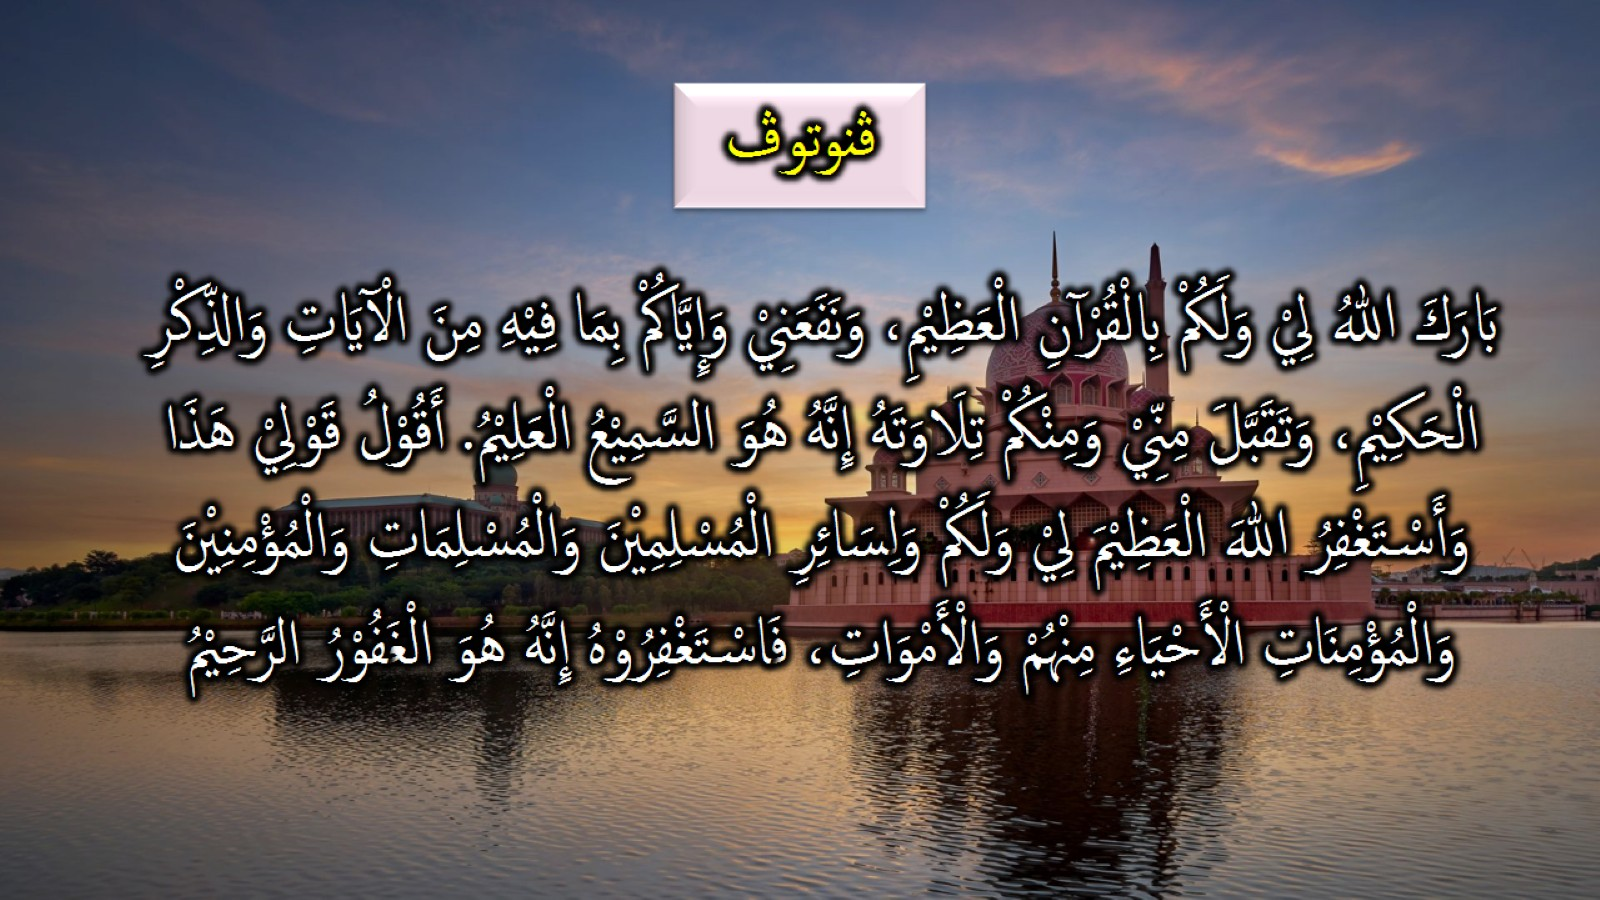 ڤنوتوڤ
بَارَكَ اللهُ لِيْ وَلَكُمْ بِالْقُرْآنِ الْعَظِيْمِ، وَنَفَعَنِيْ وَإِيَّاكُمْ بِمَا فِيْهِ مِنَ الْآيَاتِ وَالذِّكْرِ
الْحَكِيْمِ، وَتَقَبَّلَ مِنِّيْ وَمِنْكُمْ تِلَاوَتَهُ إِنَّهُ هُوَ السَّمِيْعُ الْعَلِيْمُ. أَقُوْلُ قَوْلِيْ هَذَا
وَأَسْتَغْفِرُ اللهَ الْعَظِيْمَ لِيْ وَلَكُمْ وَلِسَائِرِ الْمُسْلِمِيْنَ وَالْمُسْلِمَاتِ وَالْمُؤْمِنِيْنَ
وَالْمُؤْمِنَاتِ الْأَحْيَاءِ مِنْهُمْ وَالْأَمْوَاتِ، فَاسْتَغْفِرُوْهُ إِنَّهُ هُوَ الْغَفُوْرُ الرَّحِيْمُ